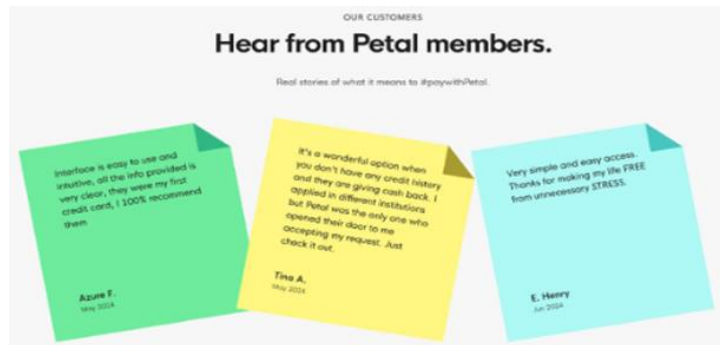 OUR CUSTOMERS
Hear from Petal members.
Real stories of what it means to #paywithPetal.
Interface is easy to use and
intuitive, all the info provided is
very clear, they were my first
credit card, I 100% recommend
them
Azure F.
May 2024
It's a wonderful option when
you don't have any credit history
and they are giving cash back. I
applied in different institutions
but Petal was the only one who
opened their door to me
accepting my request. Just
check it out.
Tina A.
May 2024
Very simple and easy access.
Thanks for making my life FREE
from unnecessary STRESS.
E. Henry
Jun 2024